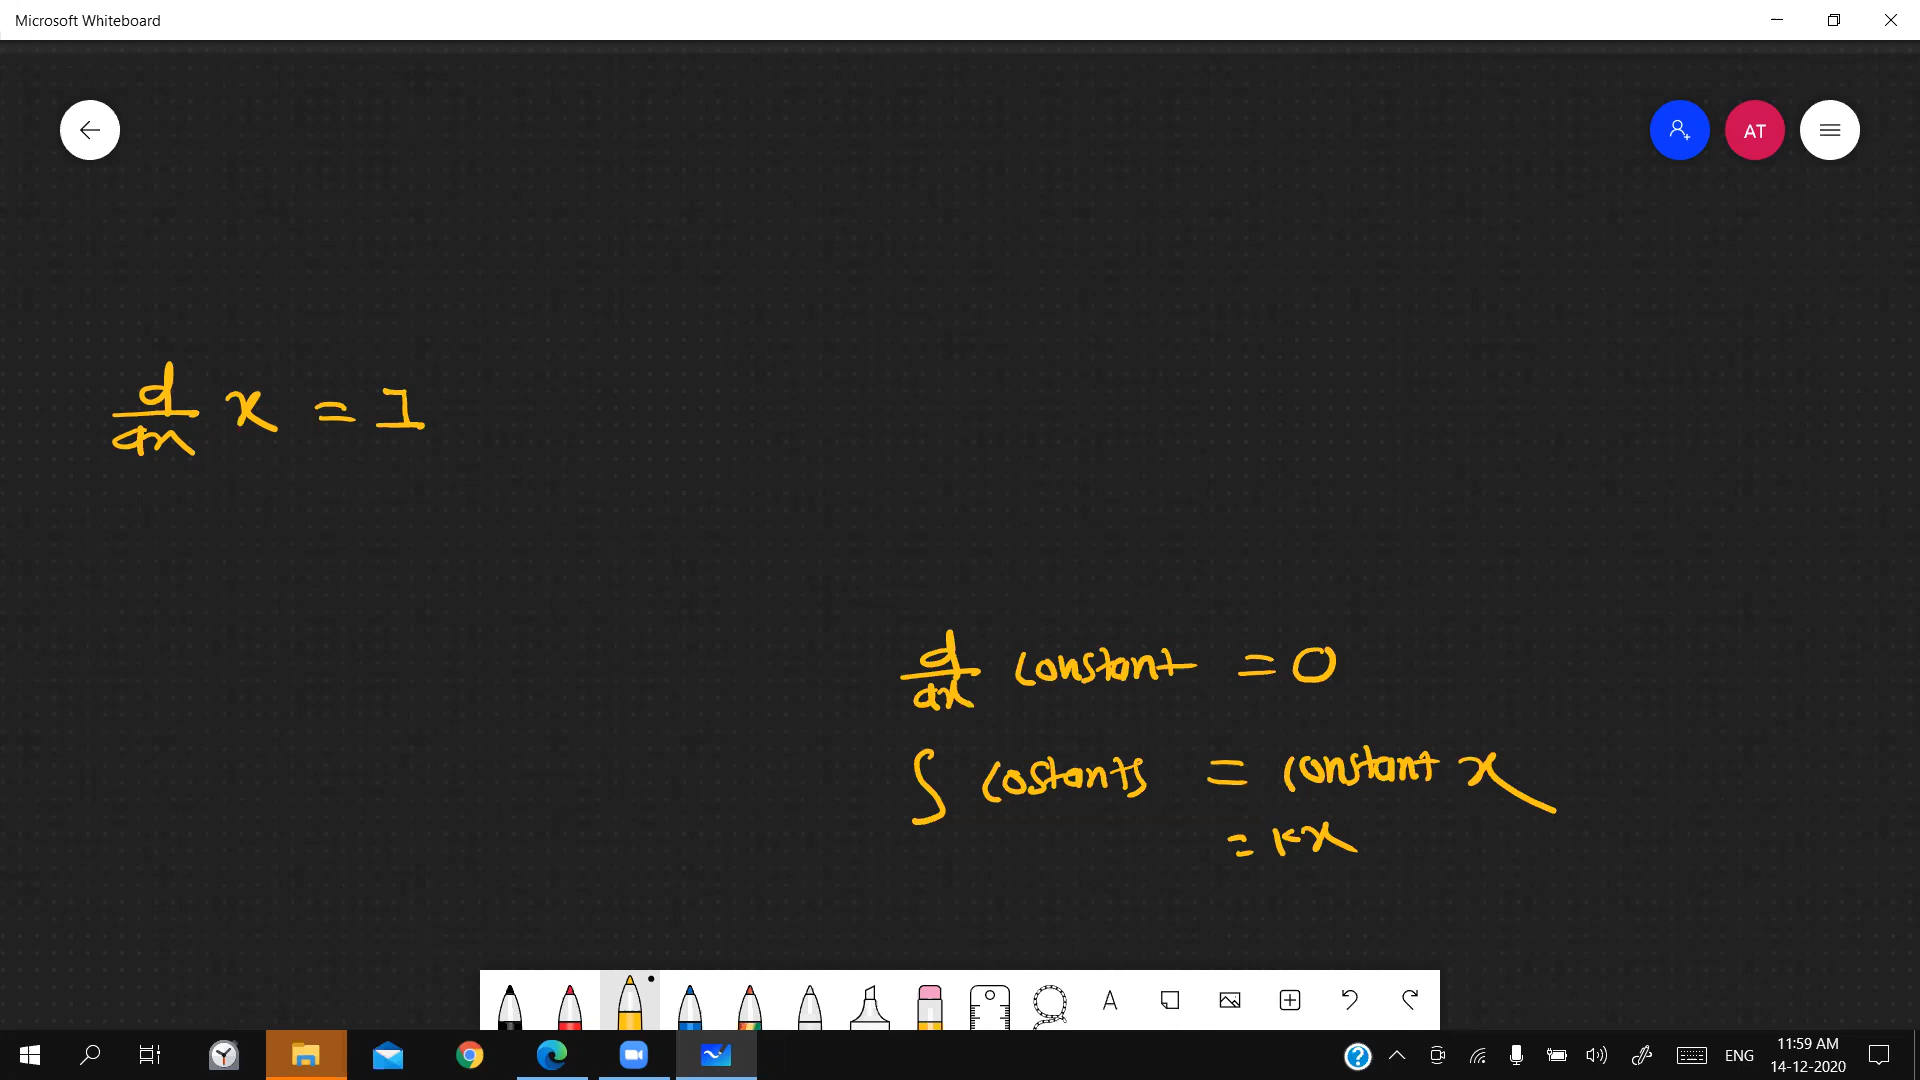 Microsoft Whiteboard
AT
d/dx x = 1
d/dx constant = 0
∫ costants = constant x
= kx
A
ENG
11:59 AM
14-12-2020